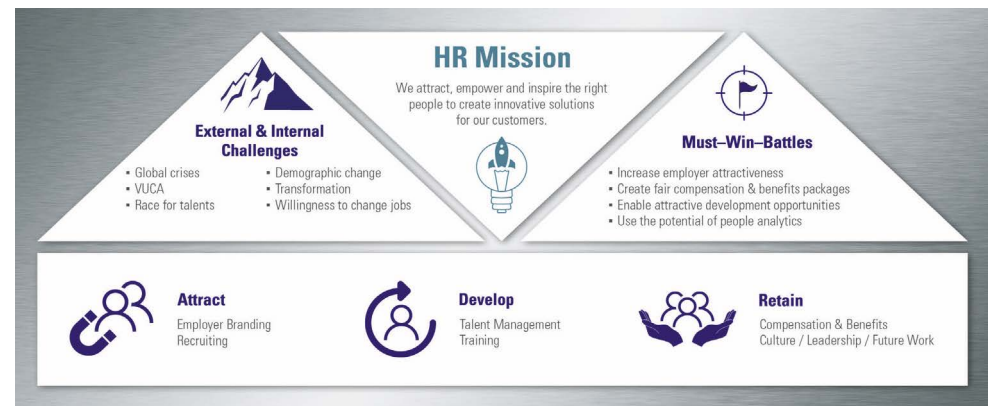 HR Mission
We attract, empower and inspire the right
people to create innovative solutions
for our customers.
External & Internal
Challenges
▪ Global crises
▪ VUCA
▪ Race for talents
▪ Demographic change
▪ Transformation
▪ Willingness to change jobs
Must–Win–Battles
▪ Increase employer attractiveness
▪ Create fair compensation & benefits packages
▪ Enable attractive development opportunities
▪ Use the potential of people analytics
Attract
Employer Branding
Recruiting
Develop
Talent Management
Training
Retain
Compensation & Benefits
Culture / Leadership / Future Work